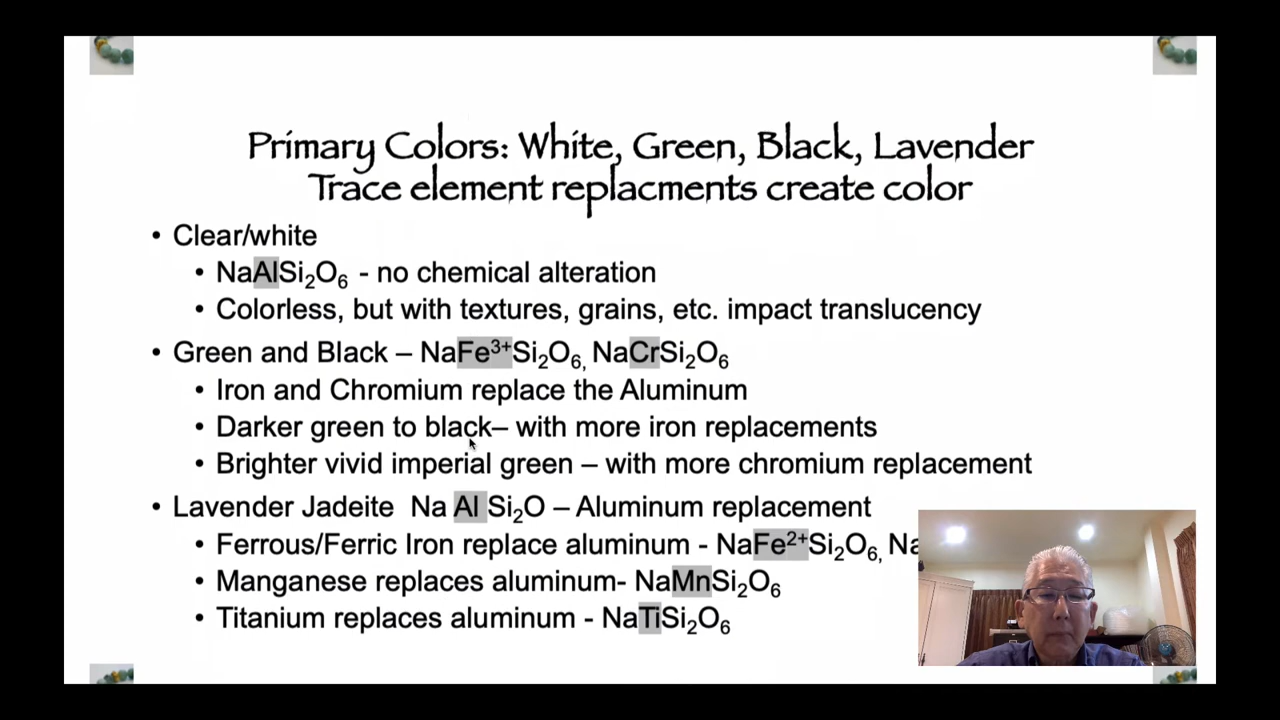 Primary Colors: White, Green, Black, Lavender
Trace element replacments create color
• Clear/white
• NaAlSi₂O₆ - no chemical alteration
• Colorless, but with textures, grains, etc. impact translucency
• Green and Black – NaFe³⁺Si₂O₆, NaCrSi₂O₆
• Iron and Chromium replace the Aluminum
• Darker green to black– with more iron replacements
• Brighter vivid imperial green – with more chromium replacement
• Lavender Jadeite Na Al Si₂O – Aluminum replacement
• Ferrous/Ferric Iron replace aluminum - NaFe²⁺Si₂O₆, Na
• Manganese replaces aluminum- NaMnSi₂O₆
• Titanium replaces aluminum - NaTiSi₂O₆